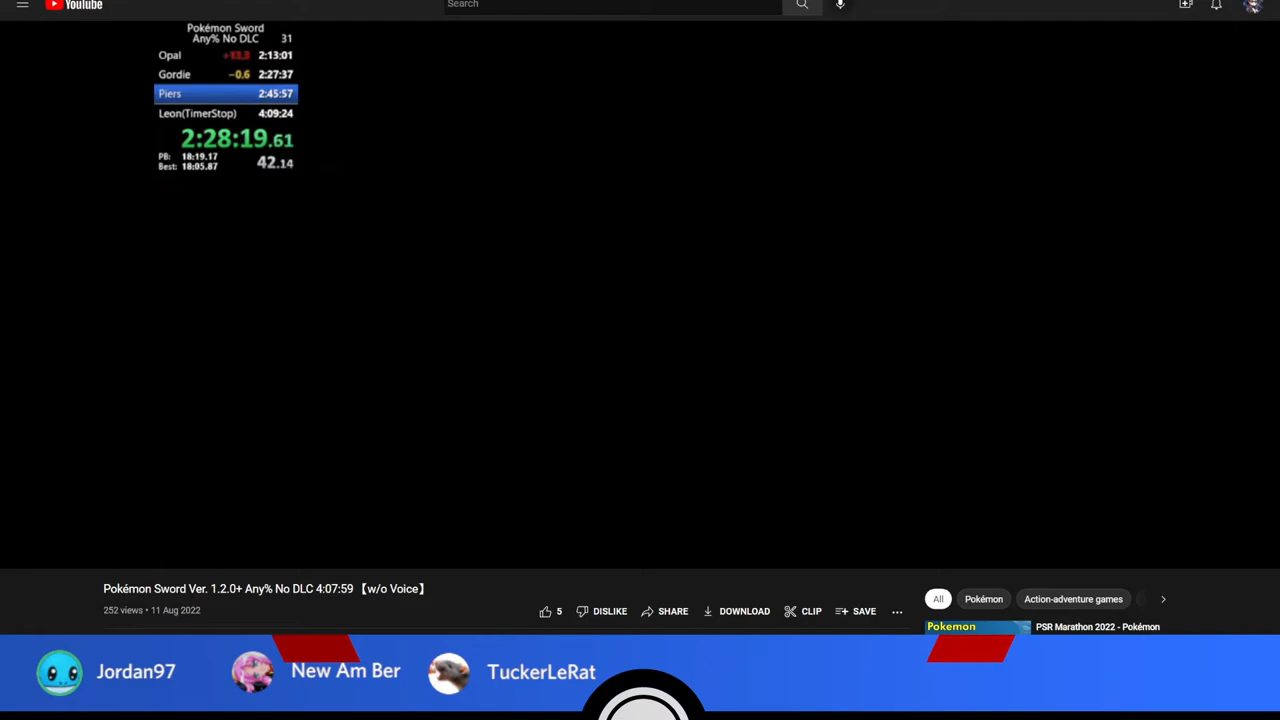 YouTube
Search
Pokémon Sword
Any% No DLC 31
Opal +13.3 2:13:01
Gordie −0.6 2:27:37
Piers 2:45:57
Leon(TimerStop) 4:09:24
2:28:19.61
PB: 18:19.17
Best: 18:05.87
42.14
Pokémon Sword Ver. 1.2.0+ Any% No DLC 4:07:59 【w/o Voice】
252 views • 11 Aug 2022
5 DISLIKE SHARE DOWNLOAD CLIP SAVE
All Pokémon Action-adventure games
Pokemon
PSR Marathon 2022 - Pokémon
Jordan97 New Am Ber TuckerLeRat